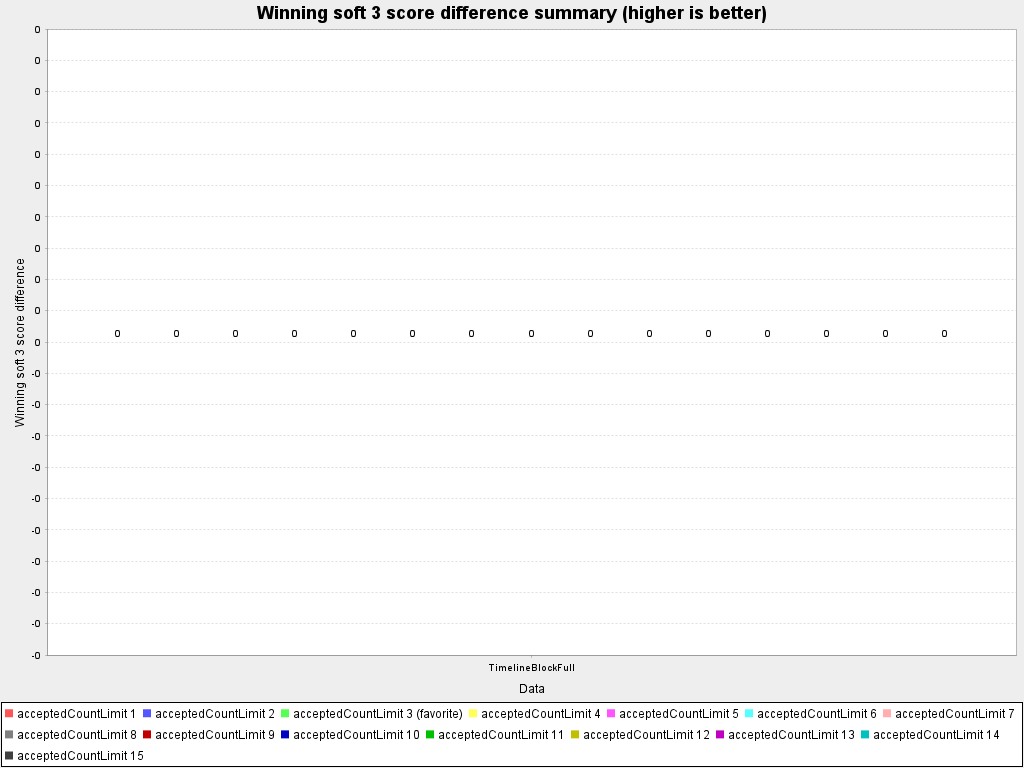 Winning soft 3 score difference summary (higher is better)
0
0
0
0
0
0
0
0
0
0
0 0 0 0 0 0 0 0 0 0 0 0 0 0 0
0
-0
-0
-0
-0
-0
-0
-0
-0
-0
-0
Winning soft 3 score difference
TimelineBlockFull
Data
acceptedCountLimit 1 acceptedCountLimit 2 acceptedCountLimit 3 (favorite) acceptedCountLimit 4 acceptedCountLimit 5 acceptedCountLimit 6 acceptedCountLimit 7
acceptedCountLimit 8 acceptedCountLimit 9 acceptedCountLimit 10 acceptedCountLimit 11 acceptedCountLimit 12 acceptedCountLimit 13 acceptedCountLimit 14
acceptedCountLimit 15